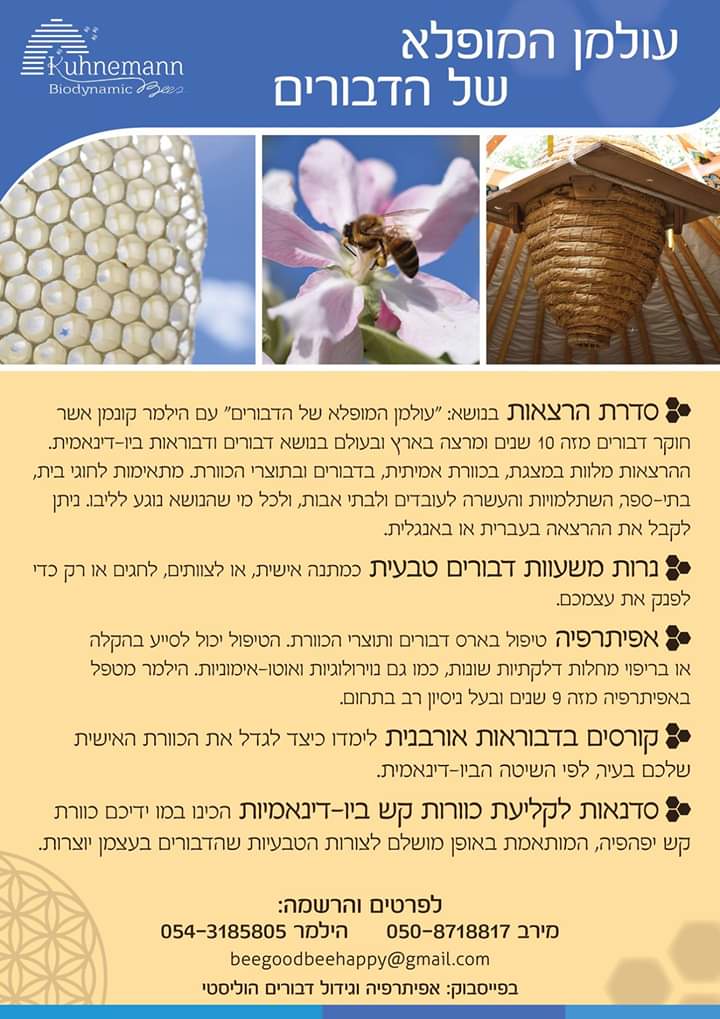 עולמן המופלא
של הדבורים
Kuhnemann
Biodynamic Bees
סדרת הרצאות בנושא: "עולמן המופלא של הדבורים" עם הילמר קונמן אשר
חוקר דבורים מזה 10 שנים ומרצה בארץ ובעולם בנושא דבורים ודבוראות ביו-דינאמית.
ההרצאות מלוות במצגת, בכוורת אמיתית, בדבורים ובתוצרי הכוורת. מתאימות לחוגי בית,
בתי-ספר, השתלמויות והעשרה לעובדים ולבתי אבות, ולכל מי שהנושא נוגע לליבו. ניתן
לקבל את ההרצאה בעברית או באנגלית.
נרות משעוות דבורים טבעית כמתנה אישית, או לצוותים, לחגים או רק כדי
לפנק את עצמכם.
אפיתרפיה טיפול בארס דבורים ותוצרי הכוורת. הטיפול יכול לסייע בהקלה
או בריפוי מחלות דלקתיות שונות, כמו גם נוירולוגיות ואוטו-אימוניות. הילמר מטפל
באפיתרפיה מזה 9 שנים ובעל ניסיון רב בתחום.
קורסים בדבוראות אורבנית לימדו כיצד לגדל את הכוורת האישית
שלכם בעיר, לפי השיטה הביו-דינאמית.
סדנאות לקליעת כוורות קש ביו-דינאמיות הכינו במו ידיכם כוורת
קש יפהפיה, המותאמת באופן מושלם לצורות הטבעיות שהדבורים בעצמן יוצרות.
לפרטים והרשמה:
מירב 050-8718817 הילמר 054-3185805
beegoodbeehappy@gmail.com
בפייסבוק: אפיתרפיה וגידול דבורים הוליסטי